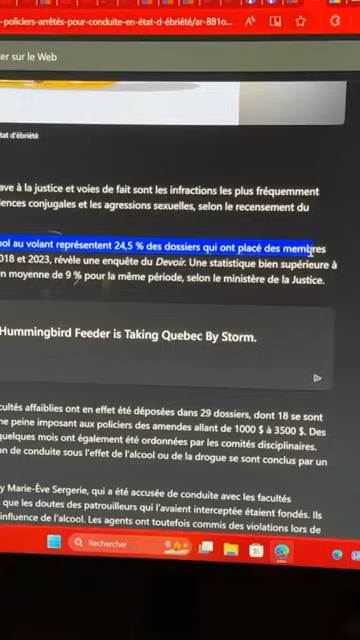 -policiers-arrêtés-pour-conduite-en-état-d-ébriété/ar-BB1o...
er sur le Web
tat d'ébriété
ave à la justice et voies de fait sont les infractions les plus fréquemment
lences conjugales et les agressions sexuelles, selon le recensement du
ool au volant représentent 24,5 % des dossiers qui ont placé des membres
018 et 2023, révèle une enquête du Devoir. Une statistique bien supérieure à
n moyenne de 9 % pour la même période, selon le ministère de la Justice.
Hummingbird Feeder is Taking Quebec By Storm.
cultés affaiblies ont en effet été déposées dans 29 dossiers, dont 18 se sont
ne peine imposant aux policiers des amendes allant de 1000 $ à 3500 $. Des
quelques mois ont également été ordonnées par les comités disciplinaires.
on de conduite sous l'effet de l'alcool ou de la drogue se sont conclus par un
y Marie-Ève Sergerie, qui a été accusée de conduite avec les facultés
que les doutes des patrouilleurs qui l'avaient interceptée étaient fondés. Ils
influence de l'alcool. Les agents ont toutefois commis des violations lors de
Rechercher